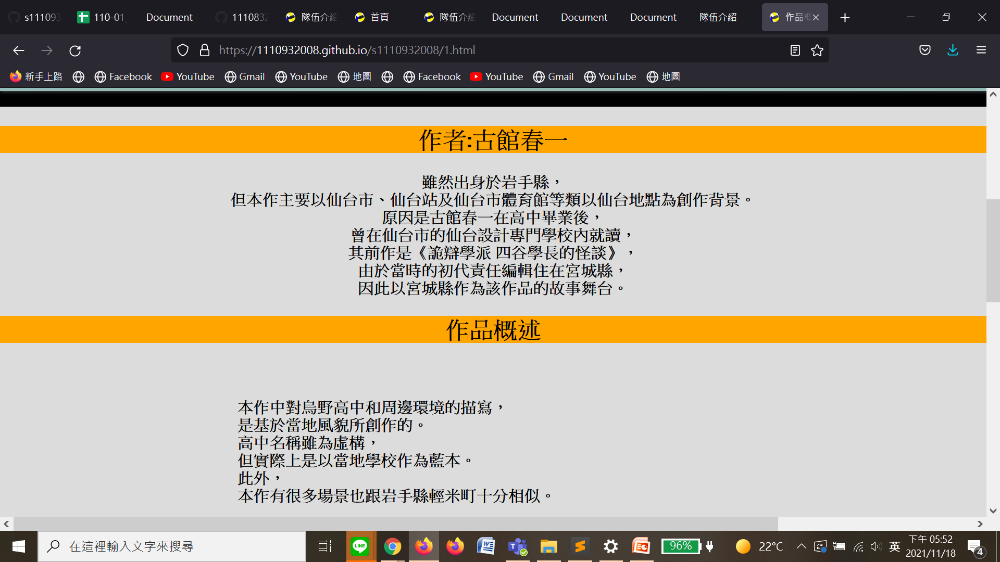 s111093
110-01_
Document
1110832
隊伍介紹
首頁
隊伍介紹
Document
Document
Document
隊伍介紹
作品概
https://1110932008.github.io/s1110932008/1.html
新手上路
Facebook
YouTube
Gmail
YouTube
地圖
Facebook
YouTube
Gmail
YouTube
地圖
作者:古館春一
雖然出身於岩手縣，
但本作主要以仙台市、仙台站及仙台市體育館等類以仙台地點為創作背景。
原因是古館春一在高中畢業後，
曾在仙台市的仙台設計專門學校內就讀，
其前作是《詭辯學派 四谷學長的怪談》，
由於當時的初代責任編輯住在宮城縣，
因此以宮城縣作為該作品的故事舞台。
作品概述
本作中對烏野高中和周邊環境的描寫，
是基於當地風貌所創作的。
高中名稱雖為虛構，
但實際上是以當地學校作為藍本。
此外，
本作有很多場景也跟岩手縣輕米町十分相似。
在這裡輸入文字來搜尋
LINE
96%
22°C
英
下午 05:52
2021/11/18
4